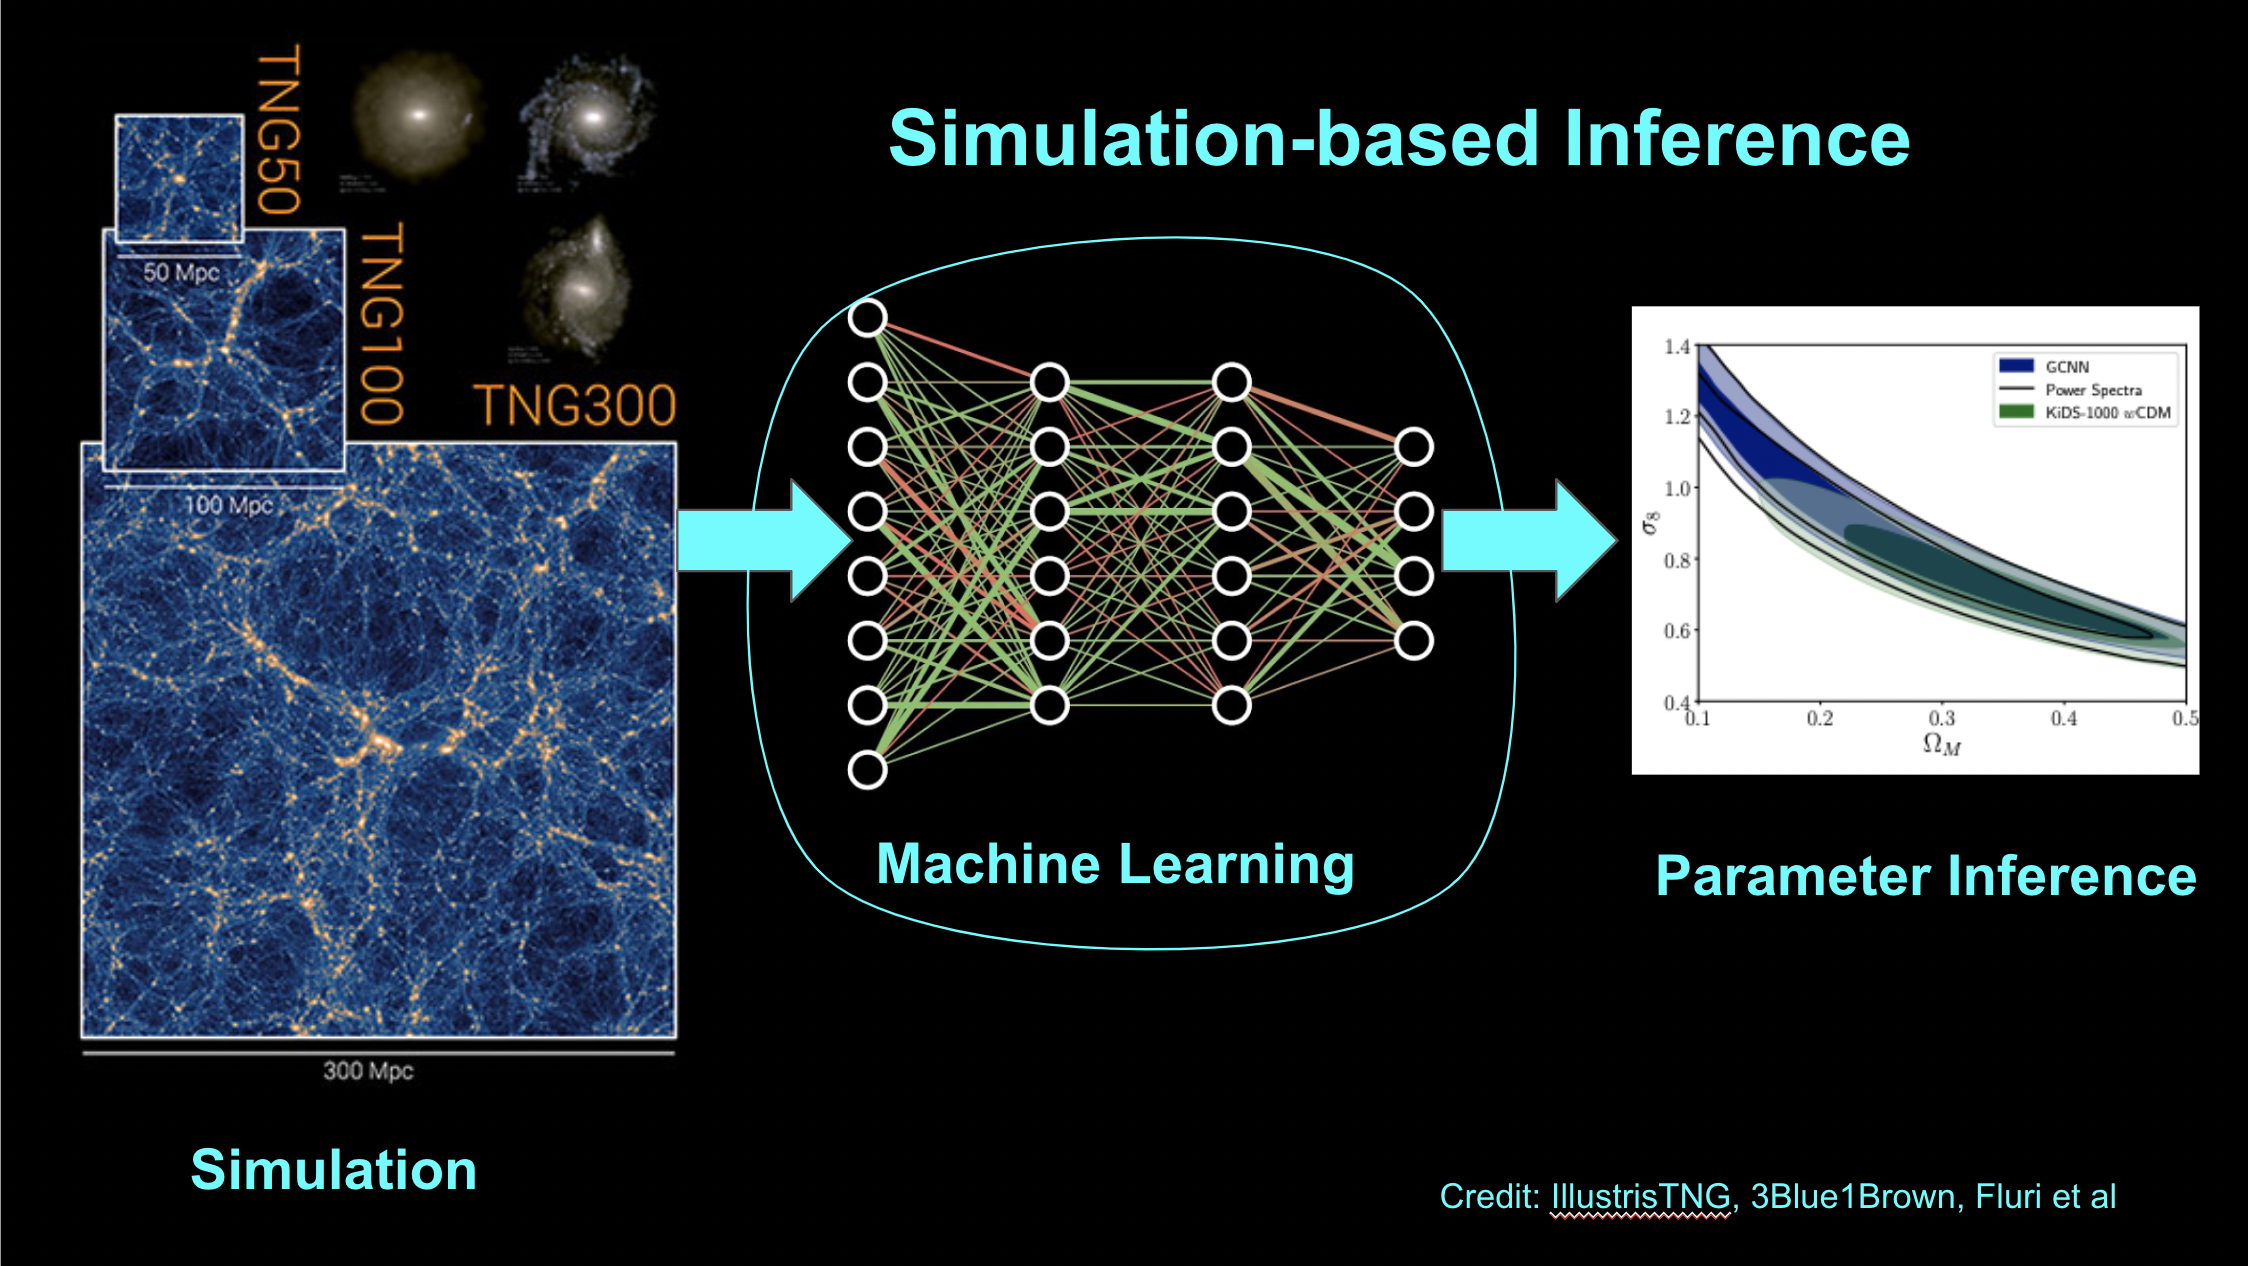 Simulation-based Inference
TNG50
50 Mpc
TNG100
100 Mpc
TNG300
300 Mpc
Simulation
Machine Learning
1.4
1.2
1.0
0.8
0.6
0.4
σ8
0.1 0.2 0.3 0.4 0.5
ΩM
GCNN
Power Spectra
KiDS-1000 wCDM
Parameter Inference
Credit: IllustrisTNG, 3Blue1Brown, Fluri et al